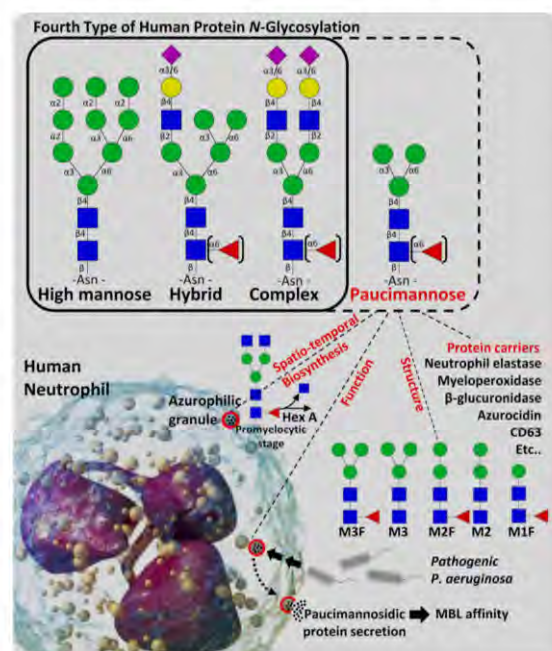 Fourth Type of Human Protein N-Glycosylation
α2 α2 α2
α2 α3 α6
α3 α6
β4
β4
β
-Asn -
High mannose
α3/6
β4
β2 α3 α6
α3 α6
β4
β4
α6
β
-Asn -
Hybrid
α3/6 α3/6
β4 β4
β2 β2
α3 α6
β4
β4
α6
β
-Asn -
Complex
α3 α6
β4
β4
α6
β
-Asn -
Paucimannose
Human
Neutrophil
Azurophilic
granule
Spatio-temporal
Biosynthesis
Hex A
Promyelocytic
stage
Function
Structure
Protein carriers
Neutrophil elastase
Myeloperoxidase
β-glucuronidase
Azurocidin
CD63
Etc..
M3F M3 M2F M2 M1F
Pathogenic
P. aeruginosa
Paucimannosidic
protein secretion
MBL affinity